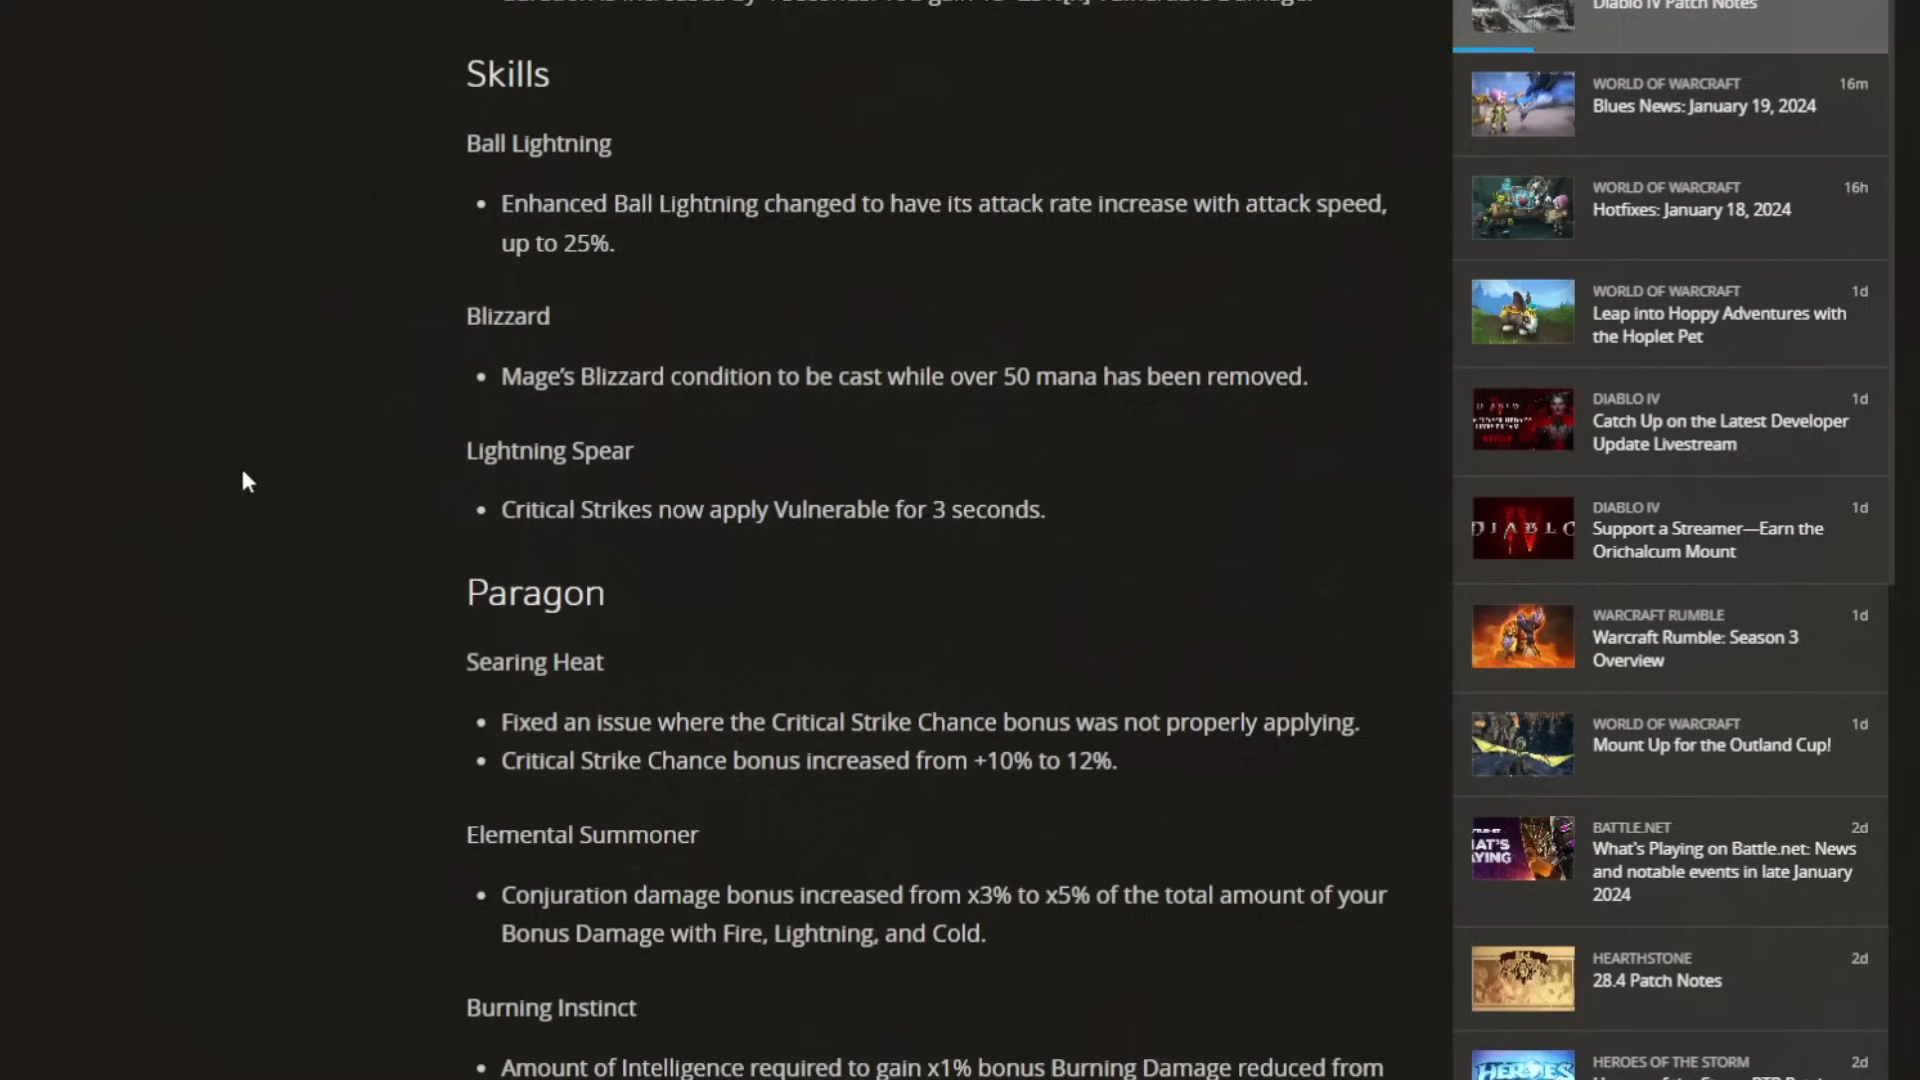 Skills
Ball Lightning
• Enhanced Ball Lightning changed to have its attack rate increase with attack speed,
up to 25%.
Blizzard
• Mage's Blizzard condition to be cast while over 50 mana has been removed.
Lightning Spear
• Critical Strikes now apply Vulnerable for 3 seconds.
Paragon
Searing Heat
• Fixed an issue where the Critical Strike Chance bonus was not properly applying.
• Critical Strike Chance bonus increased from +10% to 12%.
Elemental Summoner
• Conjuration damage bonus increased from x3% to x5% of the total amount of your
Bonus Damage with Fire, Lightning, and Cold.
Burning Instinct
• Amount of Intelligence required to gain x1% bonus Burning Damage reduced from
Diablo IV Patch Notes
WORLD OF WARCRAFT 16m
Blues News: January 19, 2024
WORLD OF WARCRAFT 16h
Hotfixes: January 18, 2024
WORLD OF WARCRAFT 1d
Leap into Hoppy Adventures with
the Hoplet Pet
DIABLO IV 1d
Catch Up on the Latest Developer
Update Livestream
DIABLO IV 1d
Support a Streamer—Earn the
Orichalcum Mount
WARCRAFT RUMBLE 1d
Warcraft Rumble: Season 3
Overview
WORLD OF WARCRAFT 1d
Mount Up for the Outland Cup!
BATTLE.NET 2d
What's Playing on Battle.net: News
and notable events in late January
2024
HEARTHSTONE 2d
28.4 Patch Notes
HEROES OF THE STORM 2d
HEROES